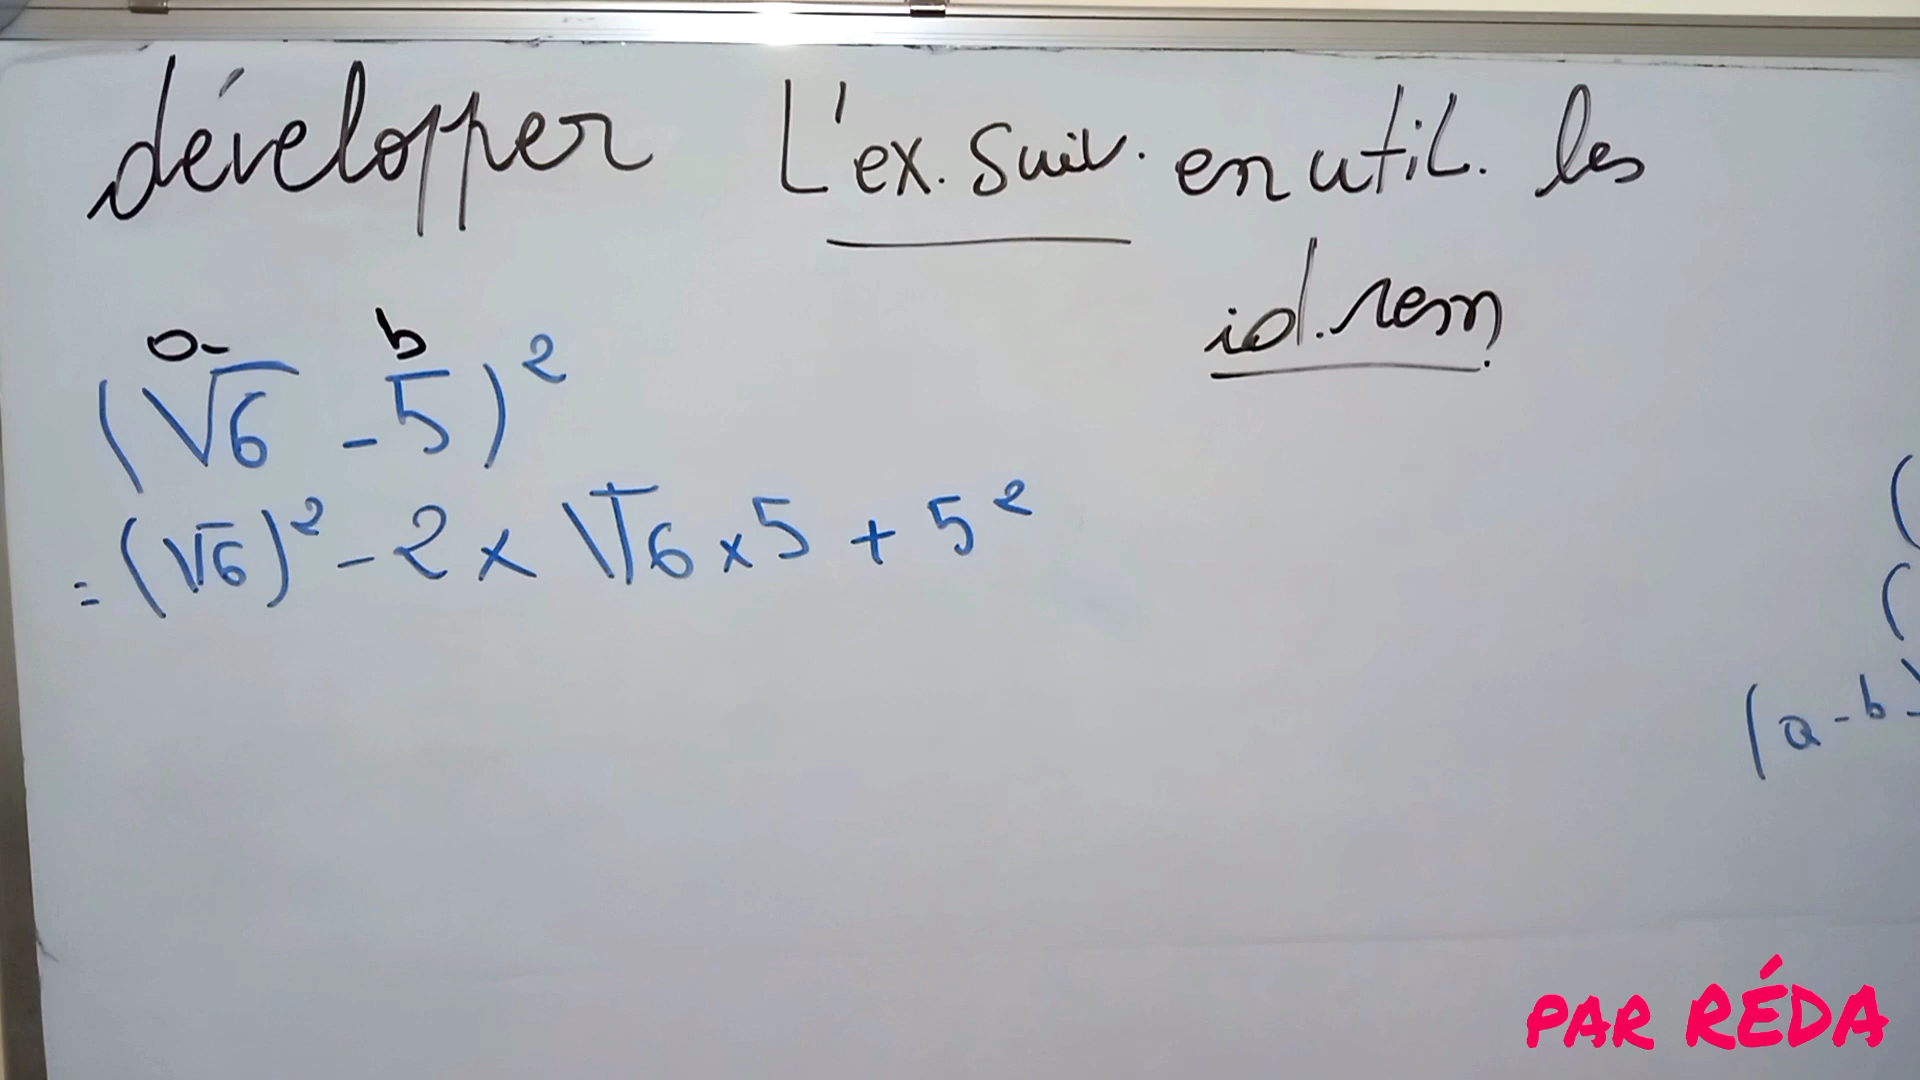 développer L'ex. Suiv. en util. les
id. rem.
a b
(√6 - 5)²
= (√6)² - 2 × √6 × 5 + 5²
(
(
(a - b)
PAR RÉDA